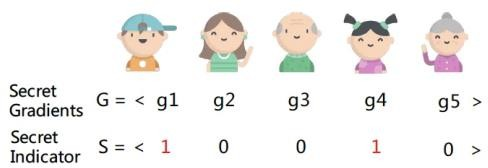 Secret
Gradients G = < g1 g2 g3 g4 g5 >
Secret
Indicator S = < 1 0 0 1 0 >